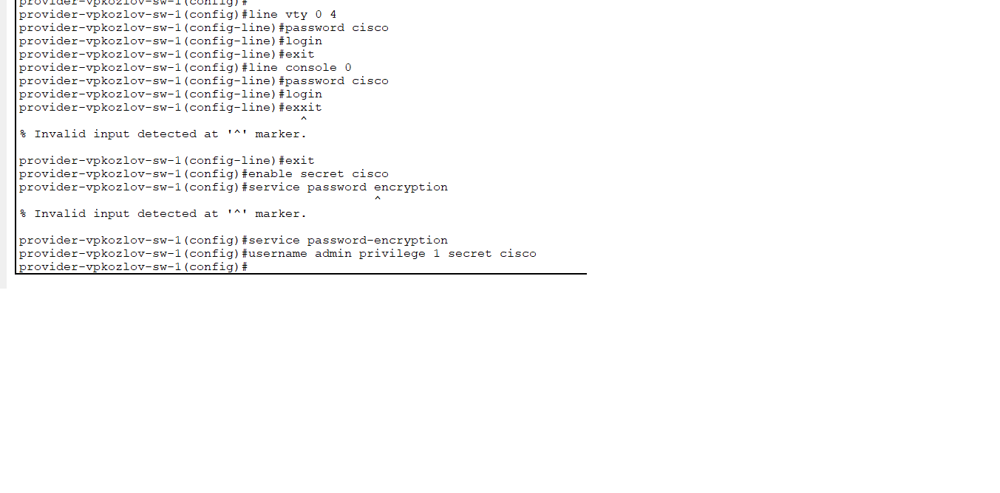 provider-vpkozlov-sw-1(config)#
provider-vpkozlov-sw-1(config)#line vty 0 4
provider-vpkozlov-sw-1(config-line)#password cisco
provider-vpkozlov-sw-1(config-line)#login
provider-vpkozlov-sw-1(config-line)#exit
provider-vpkozlov-sw-1(config)#line console 0
provider-vpkozlov-sw-1(config-line)#password cisco
provider-vpkozlov-sw-1(config-line)#login
provider-vpkozlov-sw-1(config-line)#exxit
^
% Invalid input detected at '^' marker.
provider-vpkozlov-sw-1(config-line)#exit
provider-vpkozlov-sw-1(config)#enable secret cisco
provider-vpkozlov-sw-1(config)#service password encryption
^
% Invalid input detected at '^' marker.
provider-vpkozlov-sw-1(config)#service password-encryption
provider-vpkozlov-sw-1(config)#username admin privilege 1 secret cisco
provider-vpkozlov-sw-1(config)#